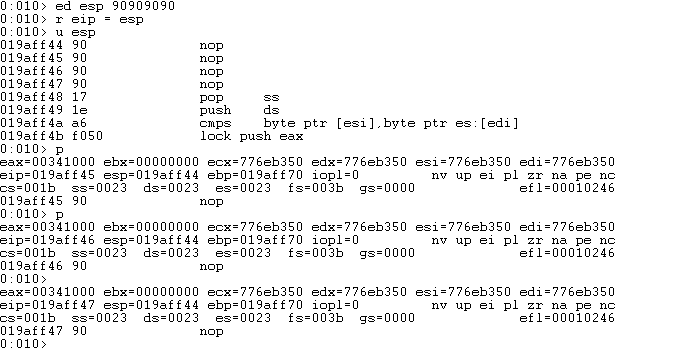 0:010> ed esp 90909090
0:010> r eip = esp
0:010> u esp
019aff44 90              nop
019aff45 90              nop
019aff46 90              nop
019aff47 90              nop
019aff48 17              pop     ss
019aff49 1e              push    ds
019aff4a a6              cmps    byte ptr [esi],byte ptr es:[edi]
019aff4b f050            lock push eax
0:010> p
eax=00341000 ebx=00000000 ecx=776eb350 edx=776eb350 esi=776eb350 edi=776eb350
eip=019aff45 esp=019aff44 ebp=019aff70 iopl=0         nv up ei pl zr na pe nc
cs=001b  ss=0023  ds=0023  es=0023  fs=003b  gs=0000             efl=00010246
019aff45 90              nop
0:010> p
eax=00341000 ebx=00000000 ecx=776eb350 edx=776eb350 esi=776eb350 edi=776eb350
eip=019aff46 esp=019aff44 ebp=019aff70 iopl=0         nv up ei pl zr na pe nc
cs=001b  ss=0023  ds=0023  es=0023  fs=003b  gs=0000             efl=00010246
019aff46 90              nop
0:010>
eax=00341000 ebx=00000000 ecx=776eb350 edx=776eb350 esi=776eb350 edi=776eb350
eip=019aff47 esp=019aff44 ebp=019aff70 iopl=0         nv up ei pl zr na pe nc
cs=001b  ss=0023  ds=0023  es=0023  fs=003b  gs=0000             efl=00010246
019aff47 90              nop
0:010>